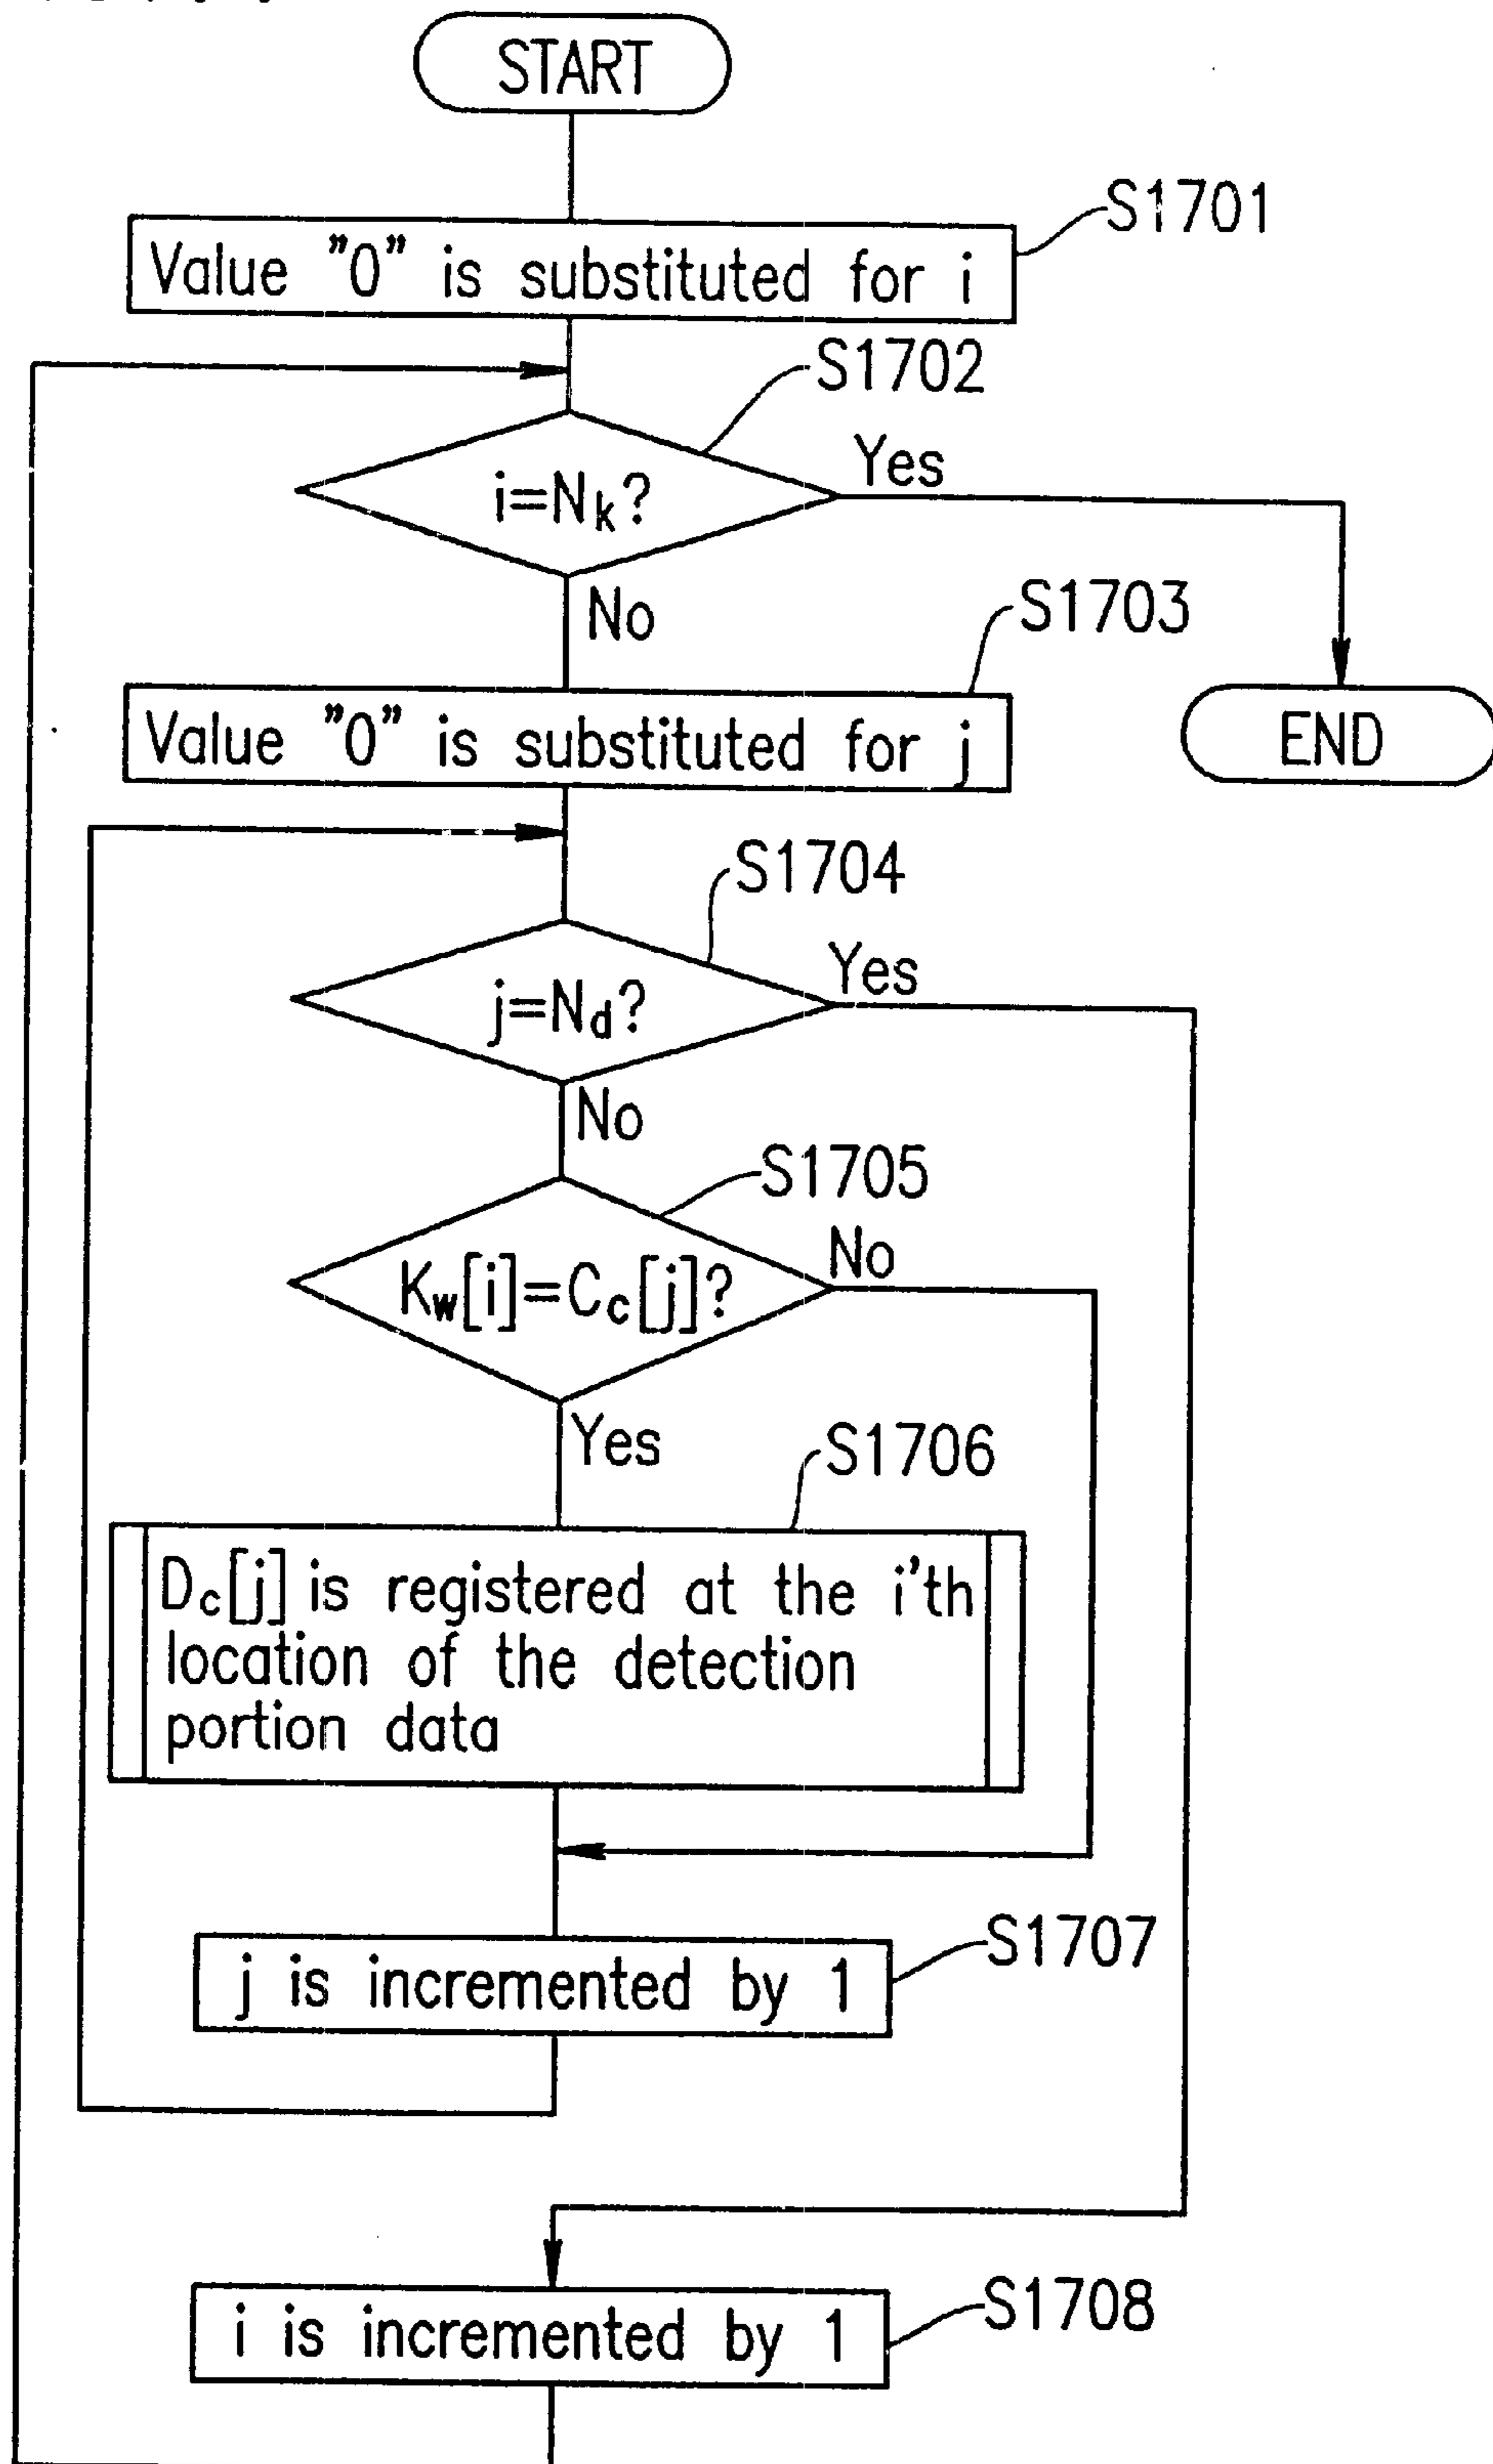 START
S1701
Value "0" is substituted for i
S1702
i=Nk?
Yes
No
S1703
Value "0" is substituted for j
END
S1704
j=Nd?
Yes
No
S1705
Kw[i]=Cc[j]?
No
Yes
S1706
Dc[j] is registered at the i'th
location of the detection
portion data
S1707
j is incremented by 1
S1708
i is incremented by 1